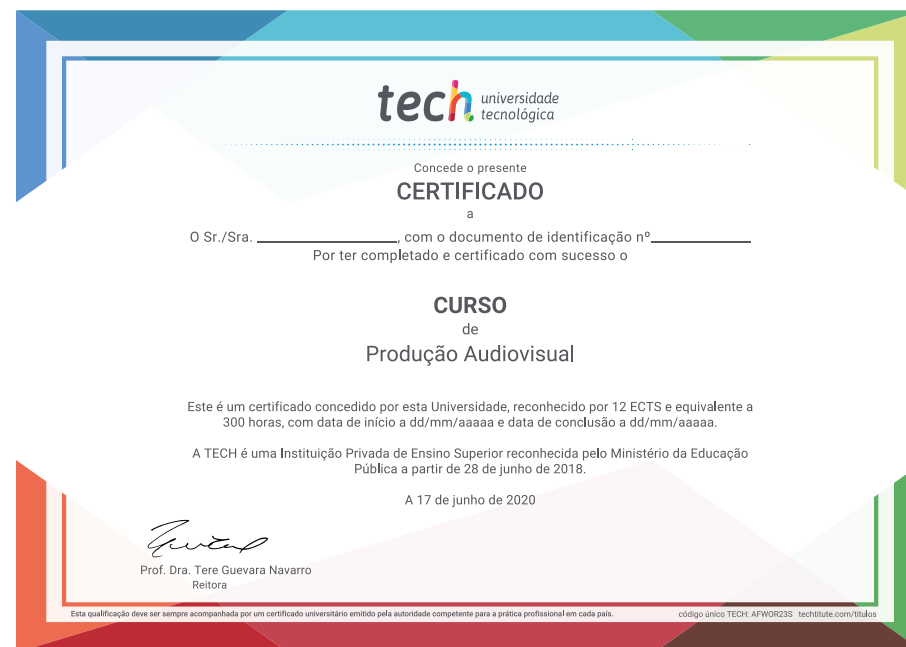 tech universidade
tecnológica
Concede o presente
CERTIFICADO
a
O Sr./Sra. ____________, com o documento de identificação nº_________
Por ter completado e certificado com sucesso o
CURSO
de
Produção Audiovisual
Este é um certificado concedido por esta Universidade, reconhecido por 12 ECTS e equivalente a
300 horas, com data de início a dd/mm/aaaaa e data de conclusão a dd/mm/aaaaa.
A TECH é uma Instituição Privada de Ensino Superior reconhecida pelo Ministério da Educação
Pública a partir de 28 de junho de 2018.
A 17 de junho de 2020
Prof. Dra. Tere Guevara Navarro
Reitora
Esta qualificação deve ser sempre acompanhada por um certificado universitário emitido pela autoridade competente para a prática profissional em cada país. código único TECH: AFWOR23S techtitute.com/titulos